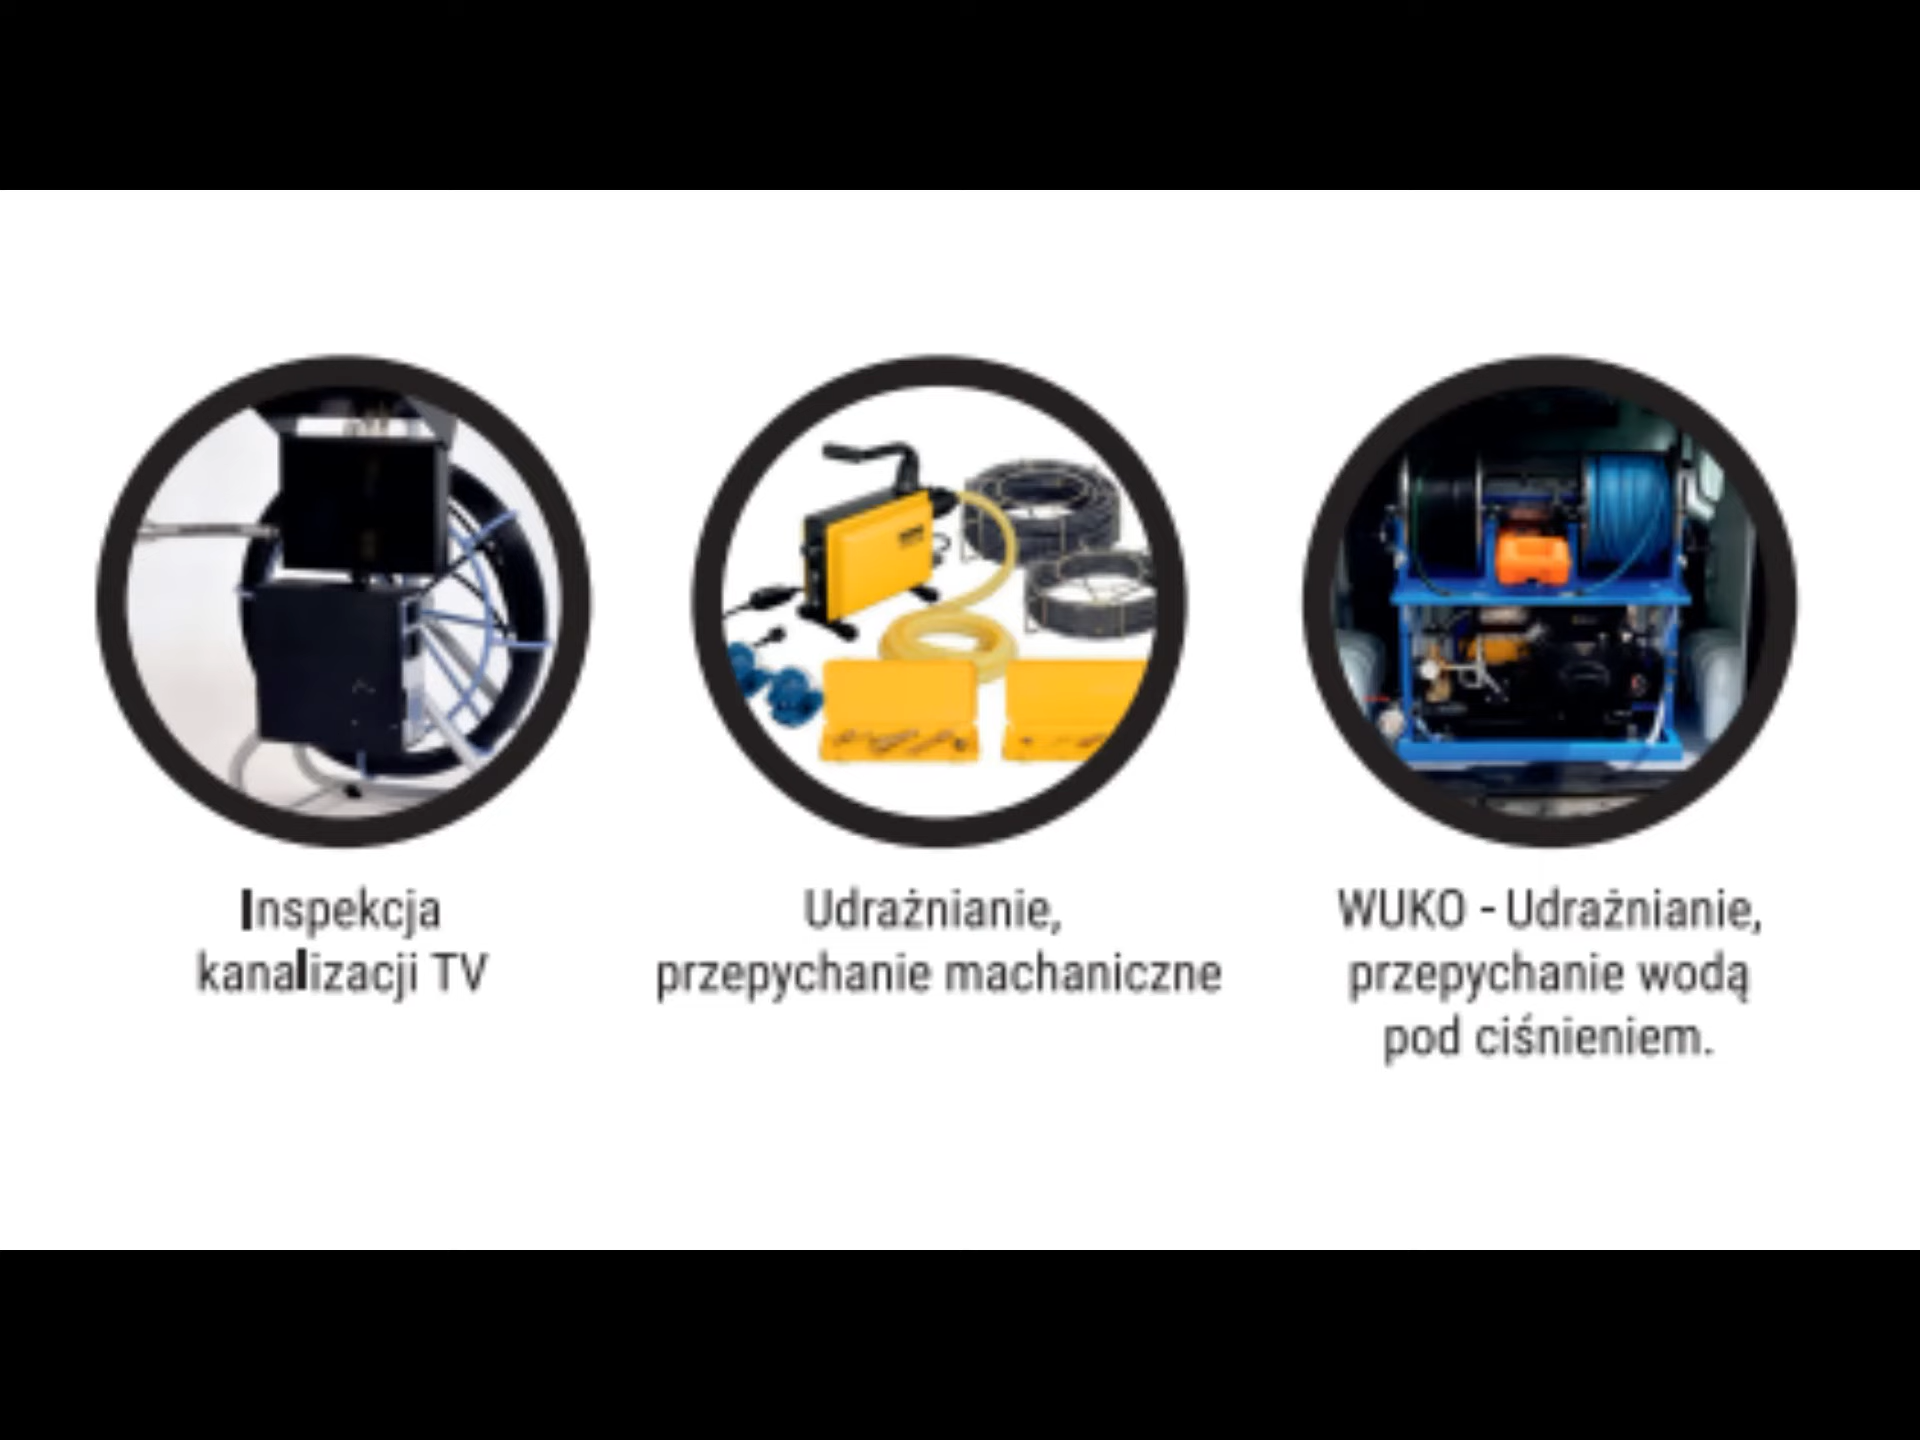 Inspekcja
kanalizacji TV
Udrażnianie,
przepychanie machaniczne
WUKO - Udrażnianie,
przepychanie wodą
pod ciśnieniem.